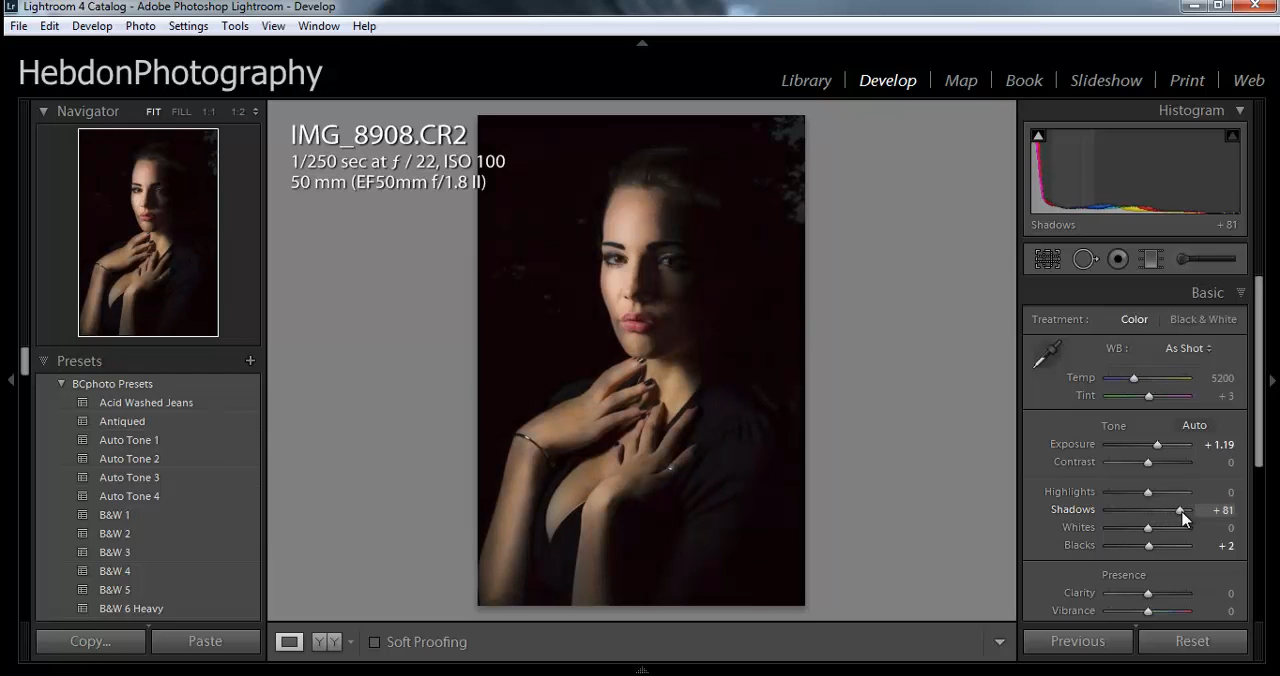 Lightroom 4 Catalog - Adobe Photoshop Lightroom - Develop
File Edit Develop Photo Settings Tools View Window Help
HebdonPhotography
Library | Develop | Map | Book | Slideshow | Print | Web
Navigator FIT FILL 1:1 1:2
IMG_8908.CR2
1/250 sec at ƒ / 22, ISO 100
50 mm (EF50mm f/1.8 II)
Presets +
BCphoto Presets
Acid Washed Jeans
Antiqued
Auto Tone 1
Auto Tone 2
Auto Tone 3
Auto Tone 4
B&W 1
B&W 2
B&W 3
B&W 4
B&W 5
B&W 6 Heavy
Copy... Paste
Soft Proofing
Histogram
Shadows + 81
Basic
Treatment : Color | Black & White
WB : As Shot
Temp 5200
Tint + 3
Tone Auto
Exposure + 1.19
Contrast 0
Highlights 0
Shadows + 81
Whites 0
Blacks + 2
Presence
Clarity 0
Vibrance 0
Previous Reset